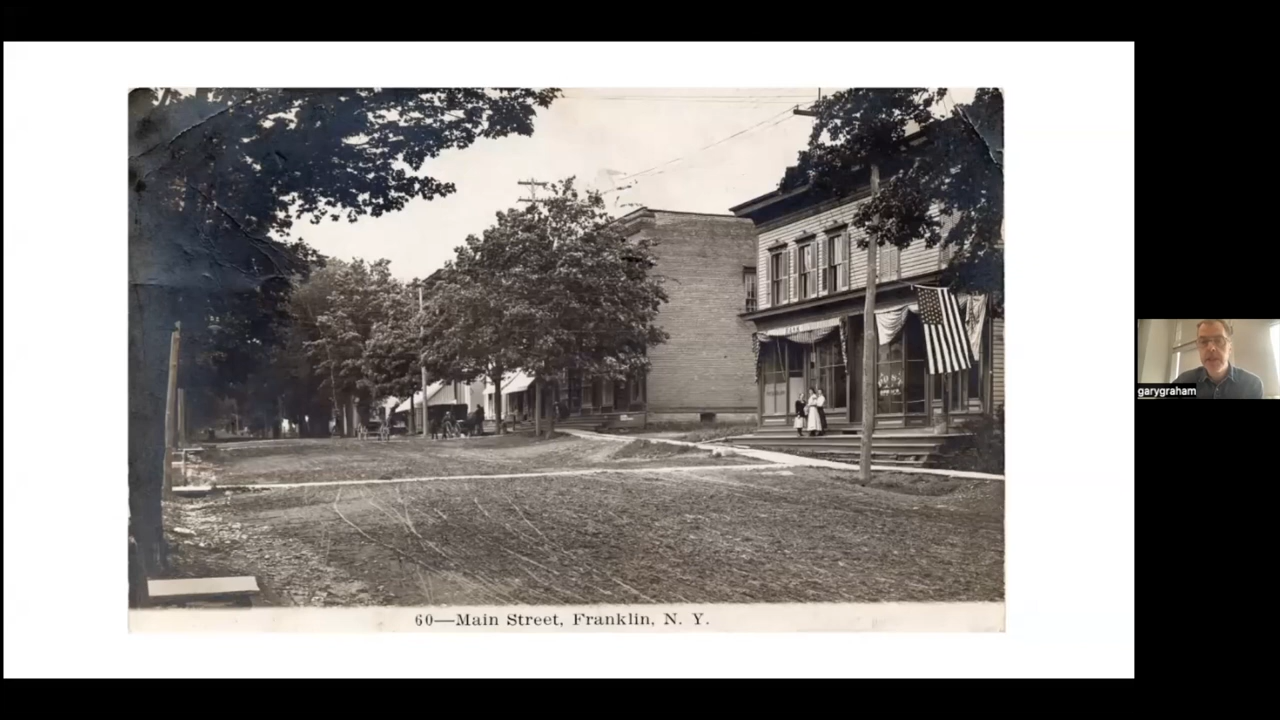 60—Main Street, Franklin, N. Y.
garygraham